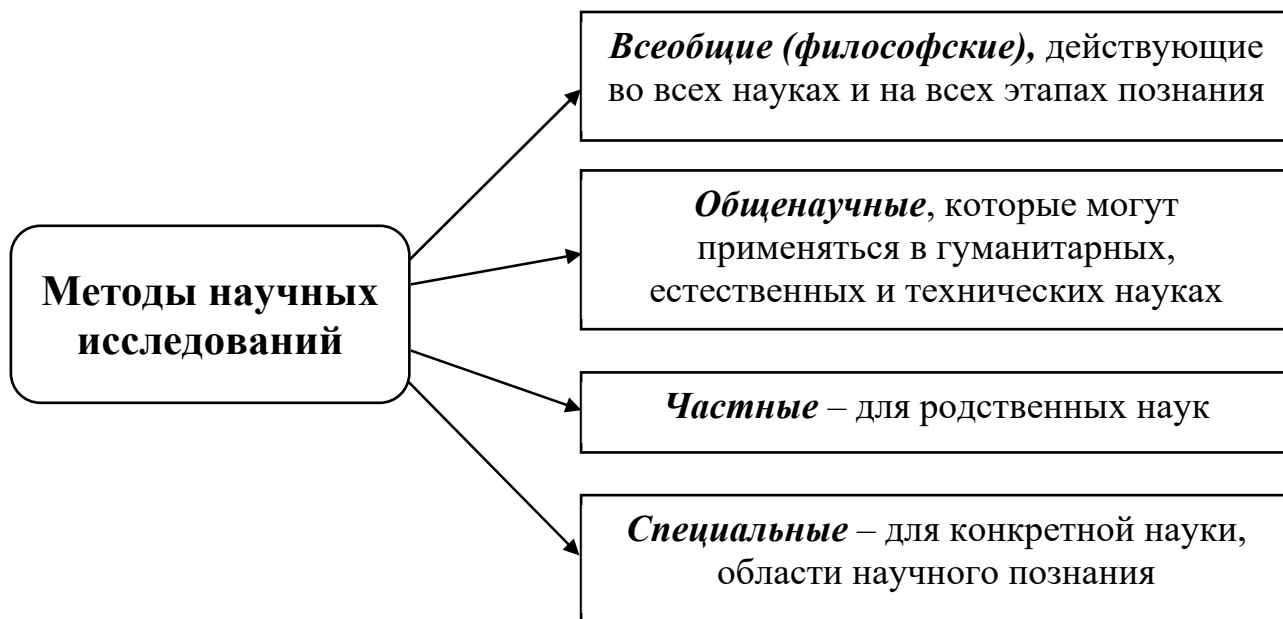 Всеобщие (философские), действующие
во всех науках и на всех этапах познания
Общенаучные, которые могут
применяться в гуманитарных,
естественных и технических науках
Методы научных
исследований
Частные – для родственных наук
Специальные – для конкретной науки,
области научного познания